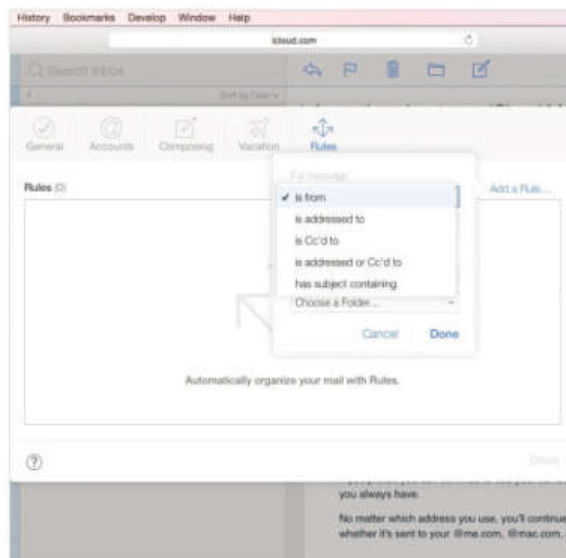 History Bookmarks Develop Window Help
icloud.com
Search Inbox
Sort by Date
General Accounts Composing Vacation Rules
If a message
Rules (0)
Add a Rule...
✓ is from
is addressed to
is Cc'd to
is addressed or Cc'd to
has subject containing
Choose a Folder ...
Cancel Done
Automatically organize your mail with Rules.
?
Done
you always have.
No matter which address you use, you'll continue
whether it's sent to your @me.com, @mac.com,